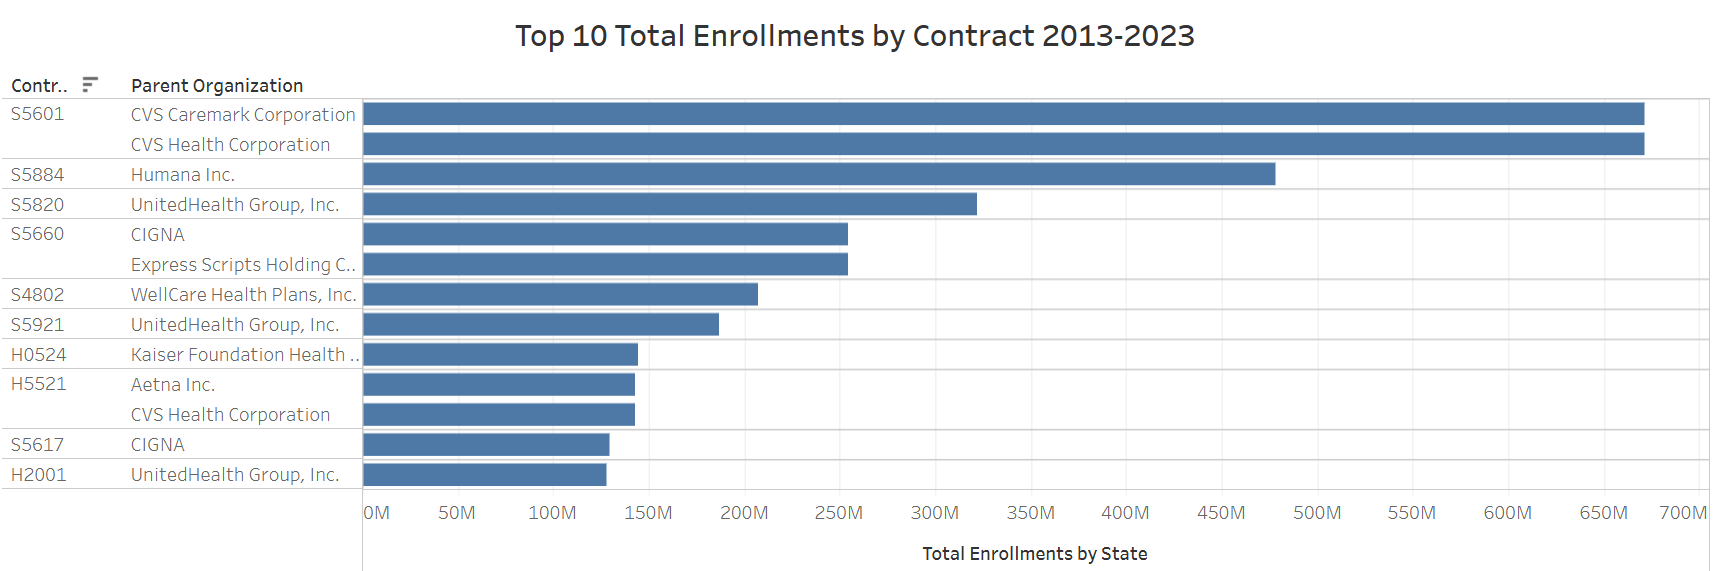 Top 10 Total Enrollments by Contract 2013-2023
Contr.. Parent Organization
S5601 CVS Caremark Corporation
CVS Health Corporation
S5884 Humana Inc.
S5820 UnitedHealth Group, Inc.
S5660 CIGNA
Express Scripts Holding C..
S4802 WellCare Health Plans, Inc.
S5921 UnitedHealth Group, Inc.
H0524 Kaiser Foundation Health ..
H5521 Aetna Inc.
CVS Health Corporation
S5617 CIGNA
H2001 UnitedHealth Group, Inc.
0M 50M 100M 150M 200M 250M 300M 350M 400M 450M 500M 550M 600M 650M 700M
Total Enrollments by State